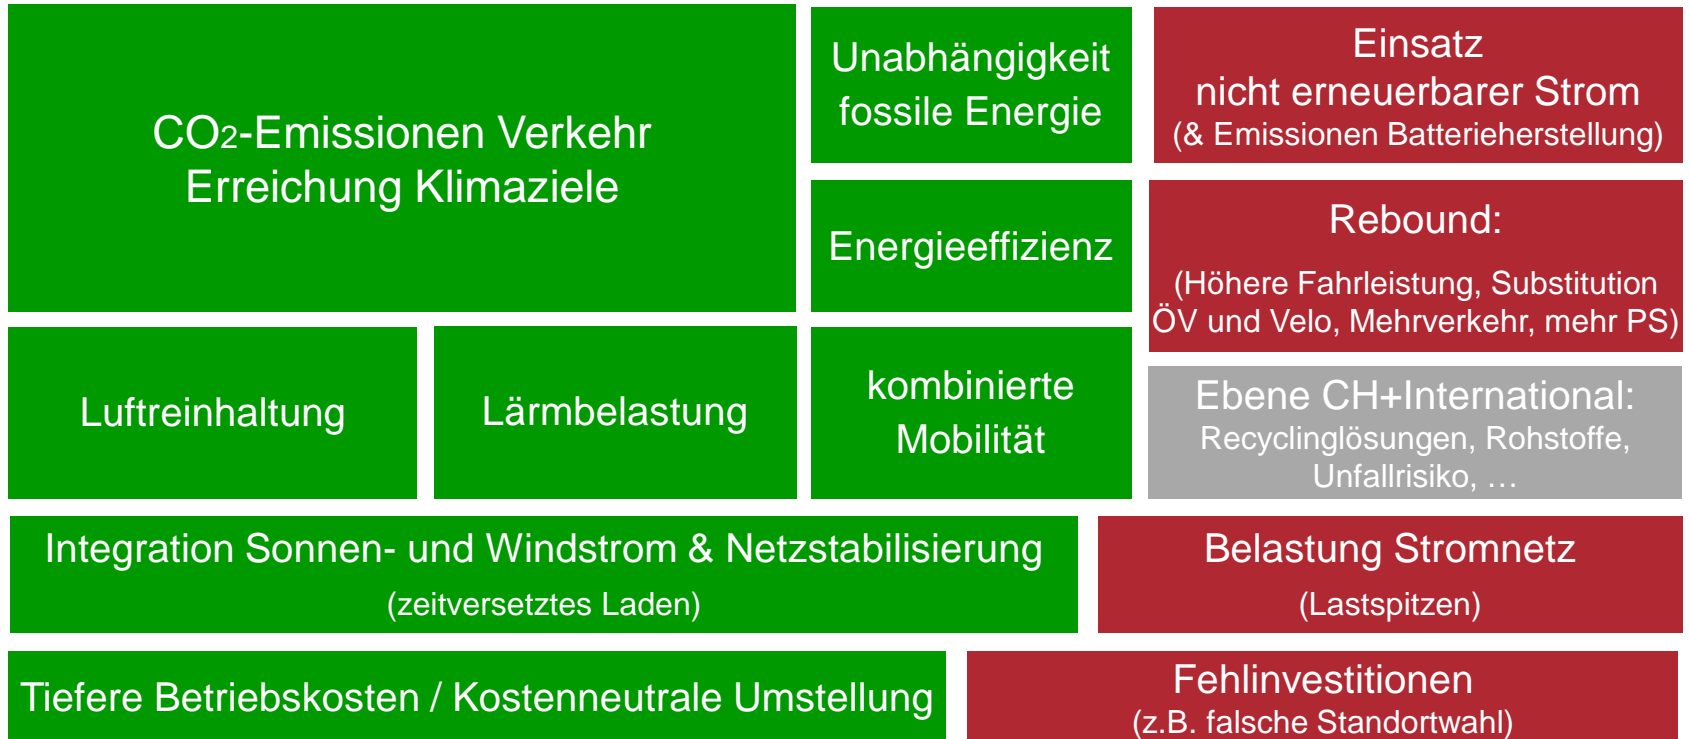 CO2-Emissionen Verkehr
Erreichung Klimaziele
Unabhängigkeit
fossile Energie
Einsatz
nicht erneuerbarer Strom
(& Emissionen Batterieherstellung)
Energieeffizienz
Rebound:
(Höhere Fahrleistung, Substitution
ÖV und Velo, Mehrverkehr, mehr PS)
Luftreinhaltung
Lärmbelastung
kombinierte
Mobilität
Ebene CH+International:
Recyclinglösungen, Rohstoffe,
Unfallrisiko, …
Integration Sonnen- und Windstrom & Netzstabilisierung
(zeitversetztes Laden)
Belastung Stromnetz
(Lastspitzen)
Tiefere Betriebskosten / Kostenneutrale Umstellung
Fehlinvestitionen
(z.B. falsche Standortwahl)